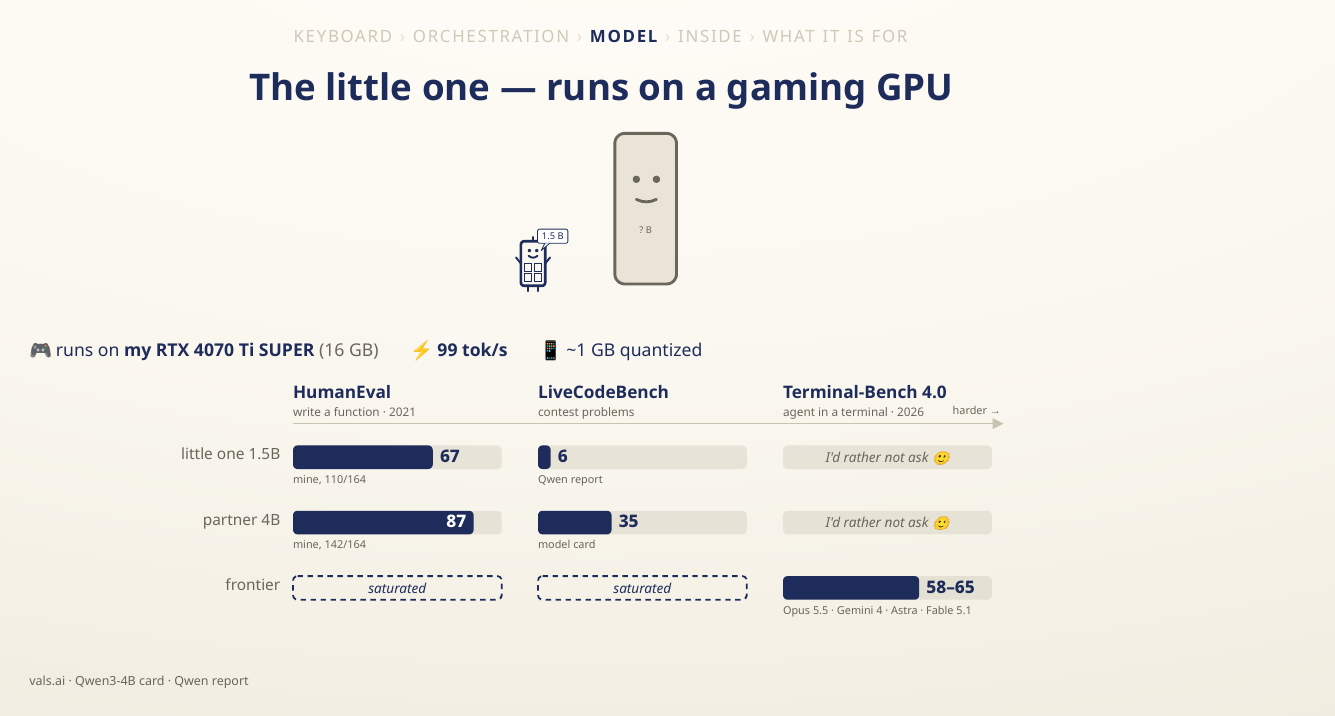 KEYBOARD › ORCHESTRATION › MODEL › INSIDE › WHAT IT IS FOR
The little one — runs on a gaming GPU
? B
1.5 B
🎮 runs on my RTX 4070 Ti SUPER (16 GB) ⚡ 99 tok/s 📱 ~1 GB quantized
HumanEval LiveCodeBench Terminal-Bench 4.0
write a function · 2021 contest problems agent in a terminal · 2026 harder →
little one 1.5B 67 6 I'd rather not ask 🙂
mine, 110/164 Qwen report
partner 4B 87 35 I'd rather not ask 🙂
mine, 142/164 model card
frontier saturated saturated 58–65
Opus 5.5 · Gemini 4 · Astra · Fable 5.1
vals.ai · Qwen3-4B card · Qwen report